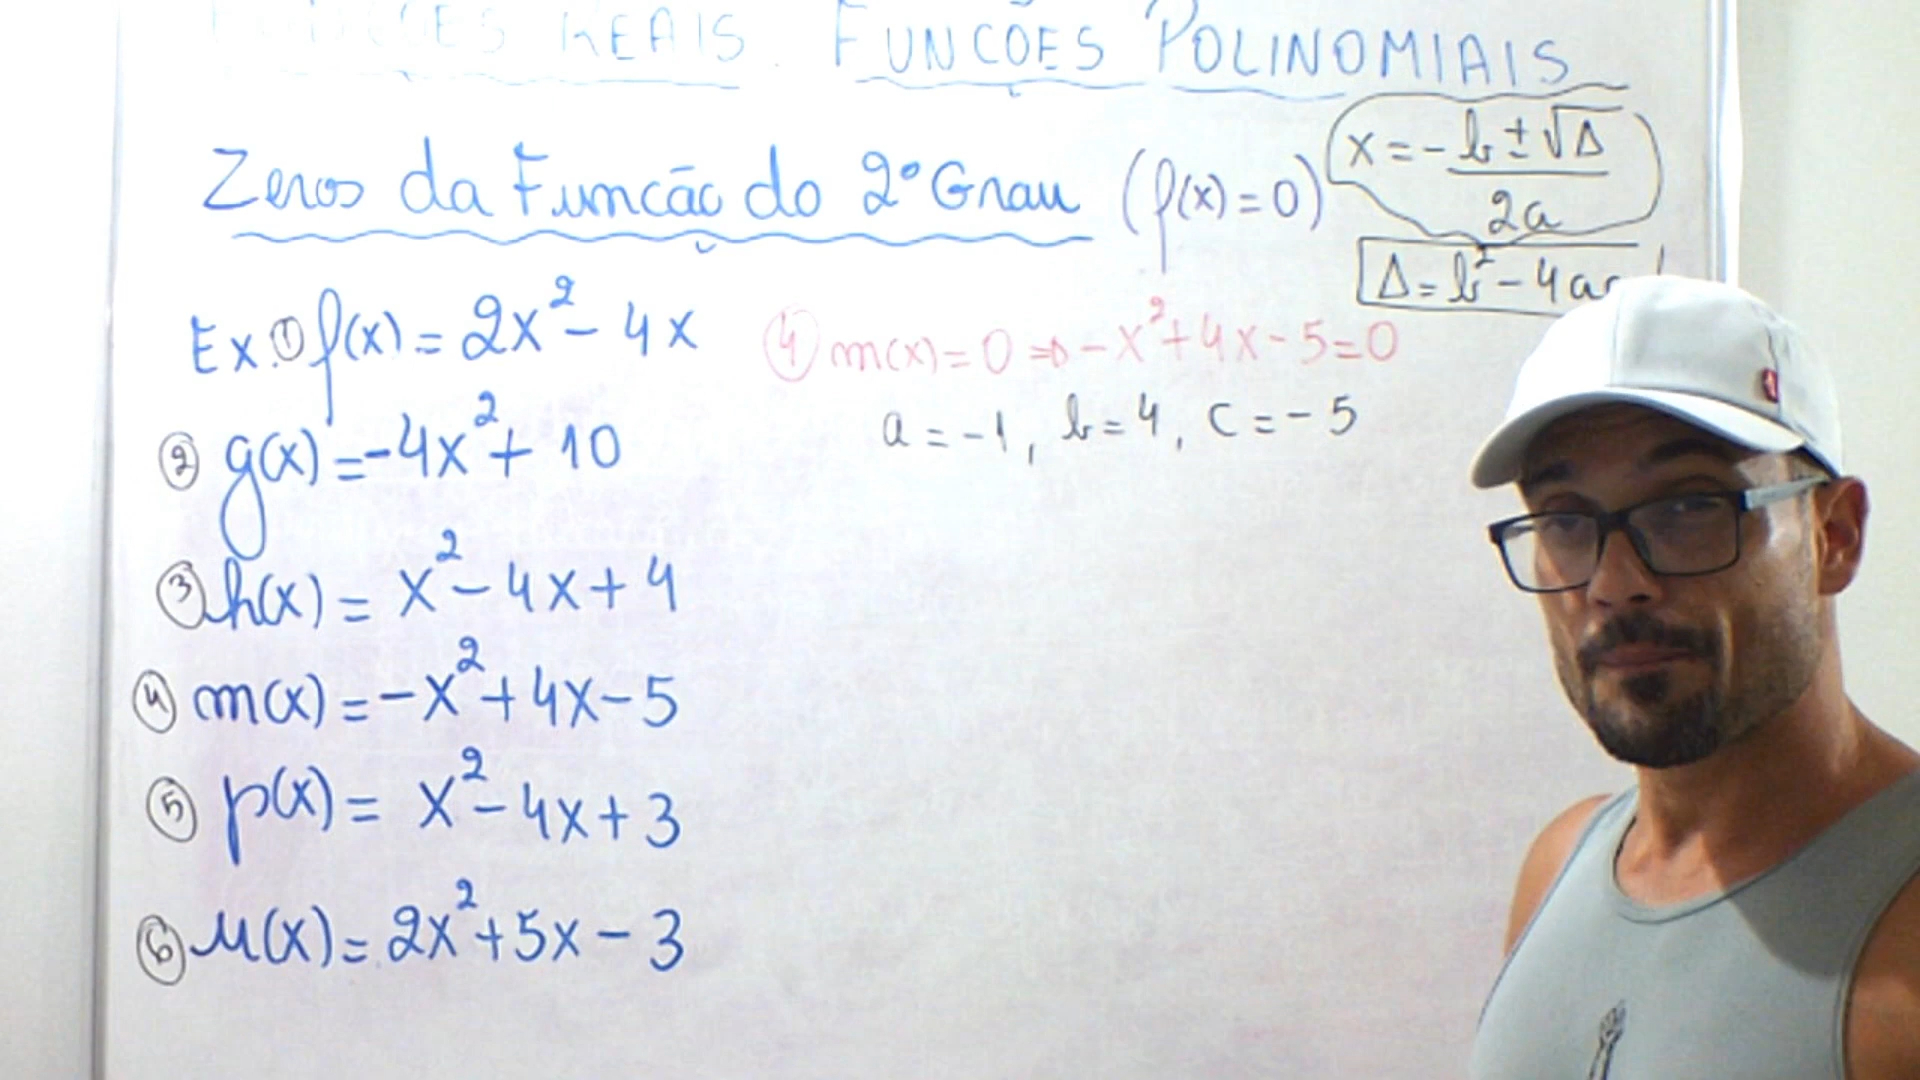 FUNÇÕES REAIS. FUNÇÕES POLINOMIAIS
Zeros da Função do 2º Grau (f(x) = 0)
x = -b ± √Δ
2a
Δ = b² - 4ac
Ex. ① f(x) = 2x² - 4x
② g(x) = -4x² + 10
③ h(x) = x² - 4x + 4
④ m(x) = -x² + 4x - 5
⑤ p(x) = x² - 4x + 3
⑥ u(x) = 2x² + 5x - 3
④ m(x) = 0 ⇒ -x² + 4x - 5 = 0
a = -1, b = 4, c = -5